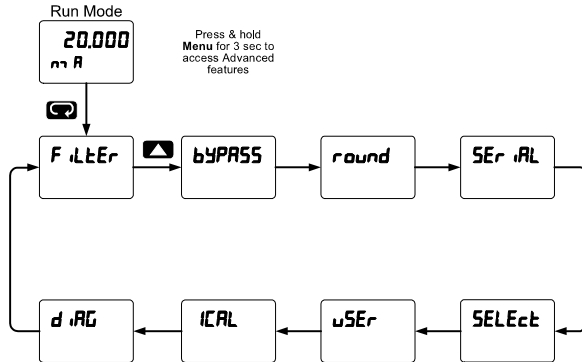 Run Mode
20.000
mA
Press & hold
Menu for 3 sec to
access Advanced
features
FiLtEr
bYPASS
round
SEriAL
diAG
ICAL
uSEr
SELEct